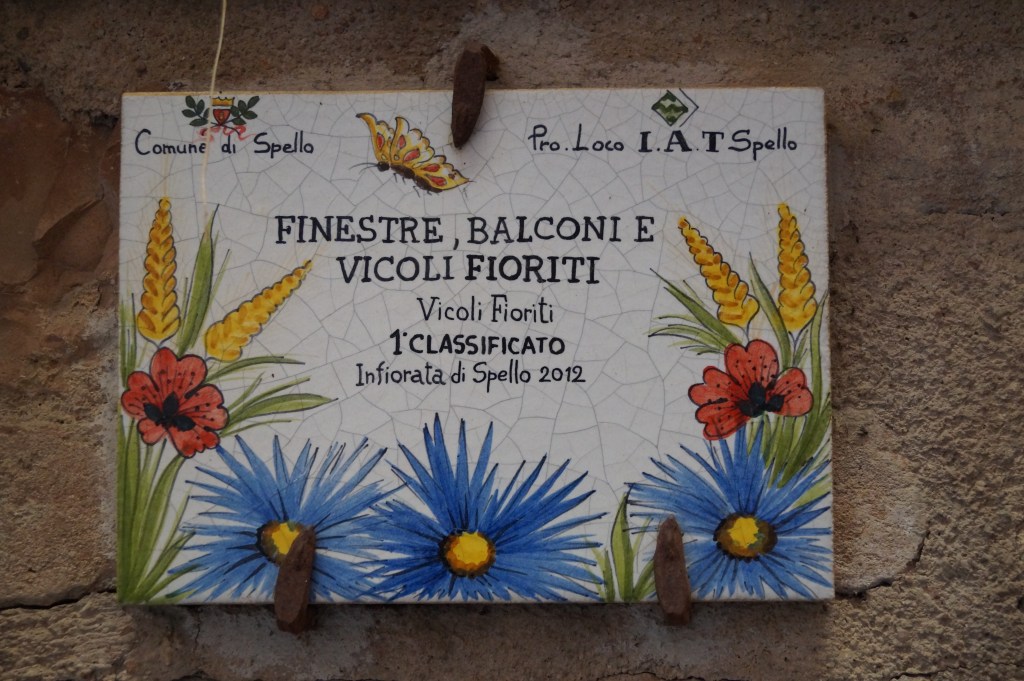 Comune di Spello
Pro. Loco I.A.T Spello
FINESTRE, BALCONI E
VICOLI FIORITI
Vicoli Fioriti
1° CLASSIFICATO
Infiorata di Spello 2012